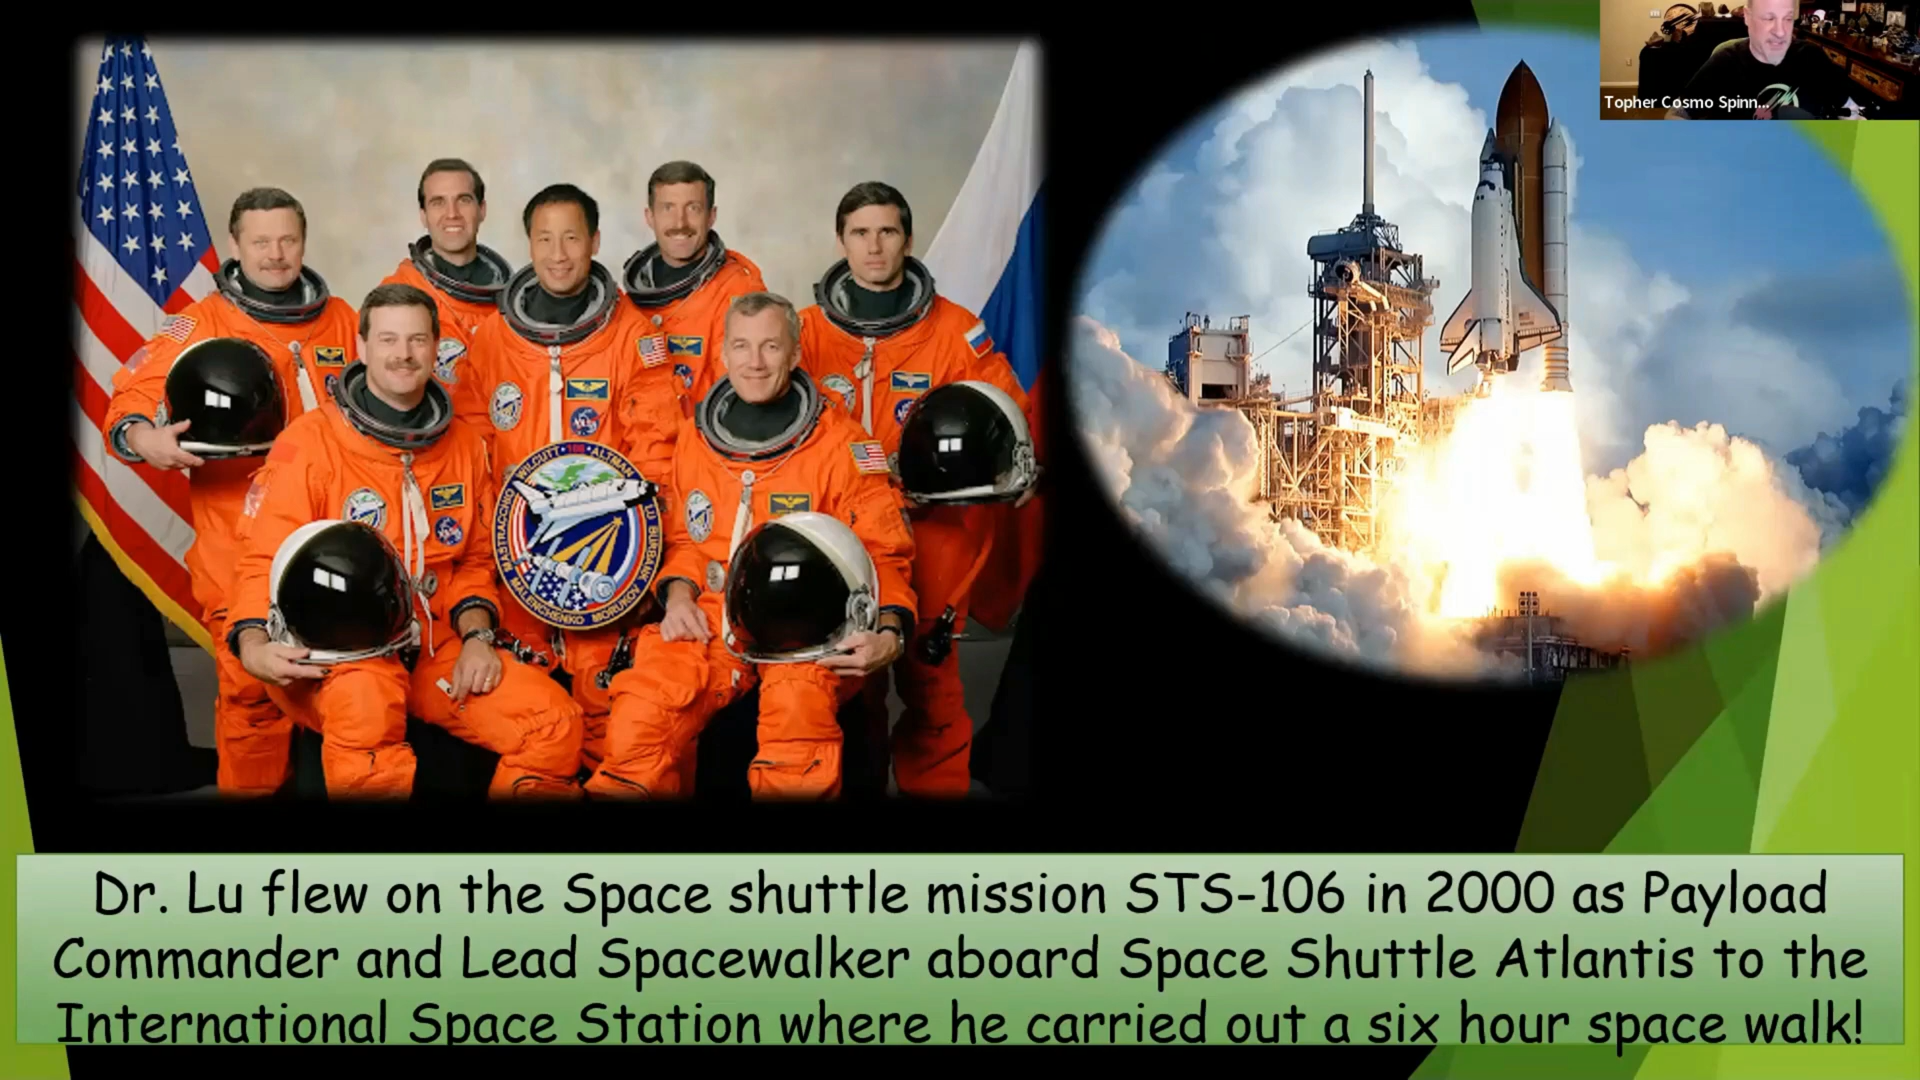 Topher Cosmo Spinn...
WILCUTT • 106 • ALTMAN
MASTRACCHIO
LU BURBANK
MALENCHENKO MORUKOV
NASA
Dr. Lu flew on the Space shuttle mission STS-106 in 2000 as Payload
Commander and Lead Spacewalker aboard Space Shuttle Atlantis to the
International Space Station where he carried out a six hour space walk!